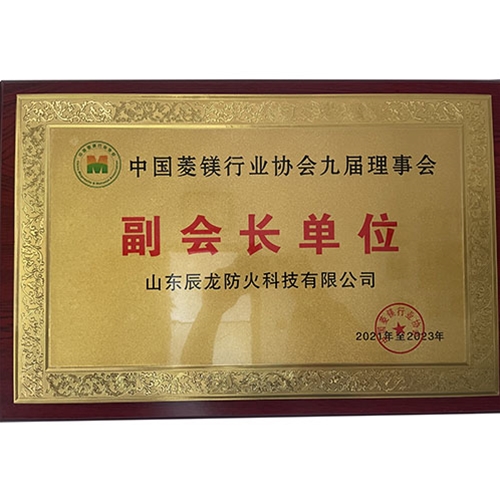 中国菱镁行业协会九届理事会
副会长单位
山东辰龙防火科技有限公司
2021年至2023年